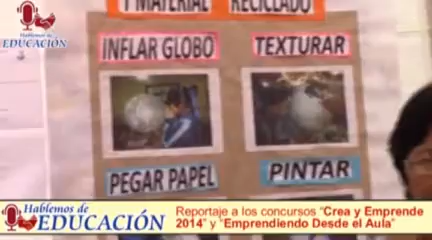 Hablemos de
EDUCACIÓN
1 MATERIAL RECICLADO
INFLAR GLOBO
TEXTURAR
PEGAR PAPEL
PINTAR
Hablemos de
EDUCACIÓN
Reportaje a los concursos "Crea y Emprende
2014" y "Emprendiendo Desde el Aula"